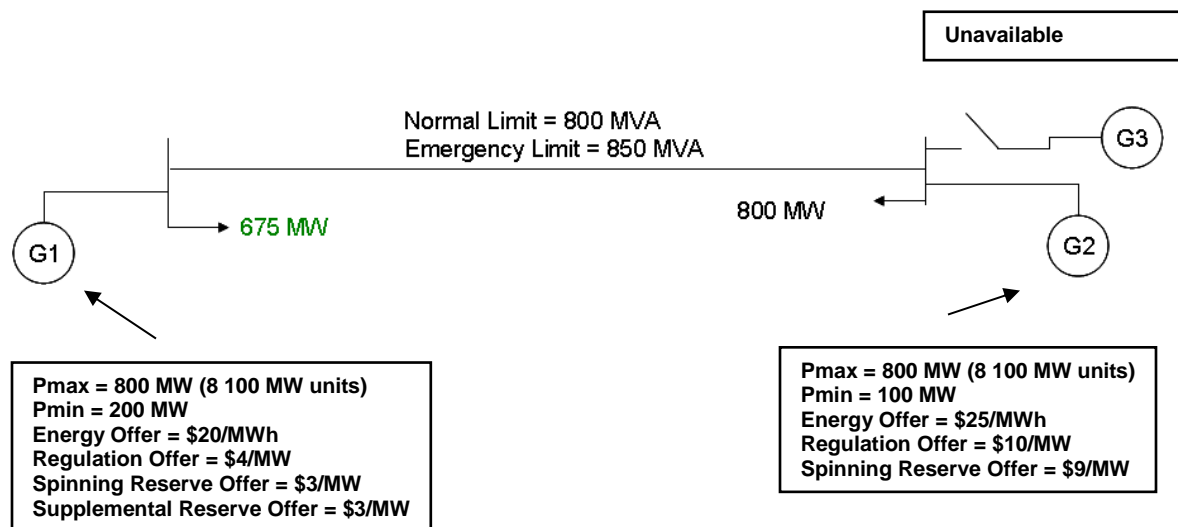 Unavailable
Normal Limit = 800 MVA
Emergency Limit = 850 MVA
G3
675 MW
800 MW
G1
G2
Pmax = 800 MW (8 100 MW units)
Pmin = 200 MW
Energy Offer = $20/MWh
Regulation Offer = $4/MW
Spinning Reserve Offer = $3/MW
Supplemental Reserve Offer = $3/MW
Pmax = 800 MW (8 100 MW units)
Pmin = 100 MW
Energy Offer = $25/MWh
Regulation Offer = $10/MW
Spinning Reserve Offer = $9/MW